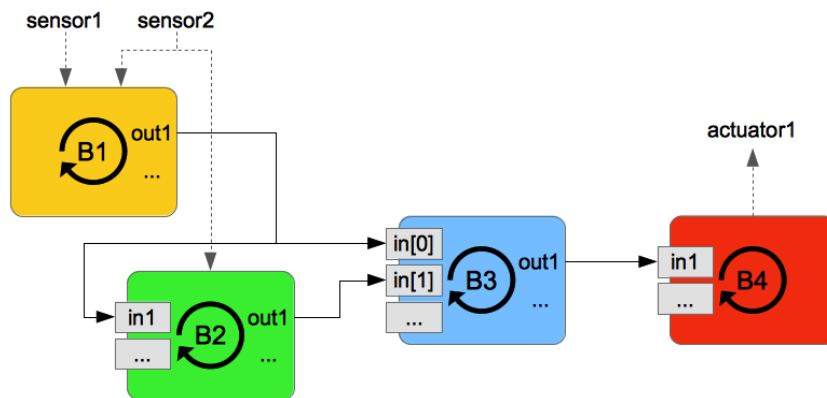 sensor1
sensor2
out1
B1
...
actuator1
in[0]
in[1]
...
B3
out1
...
in1
...
B4
in1
...
B2
out1
...